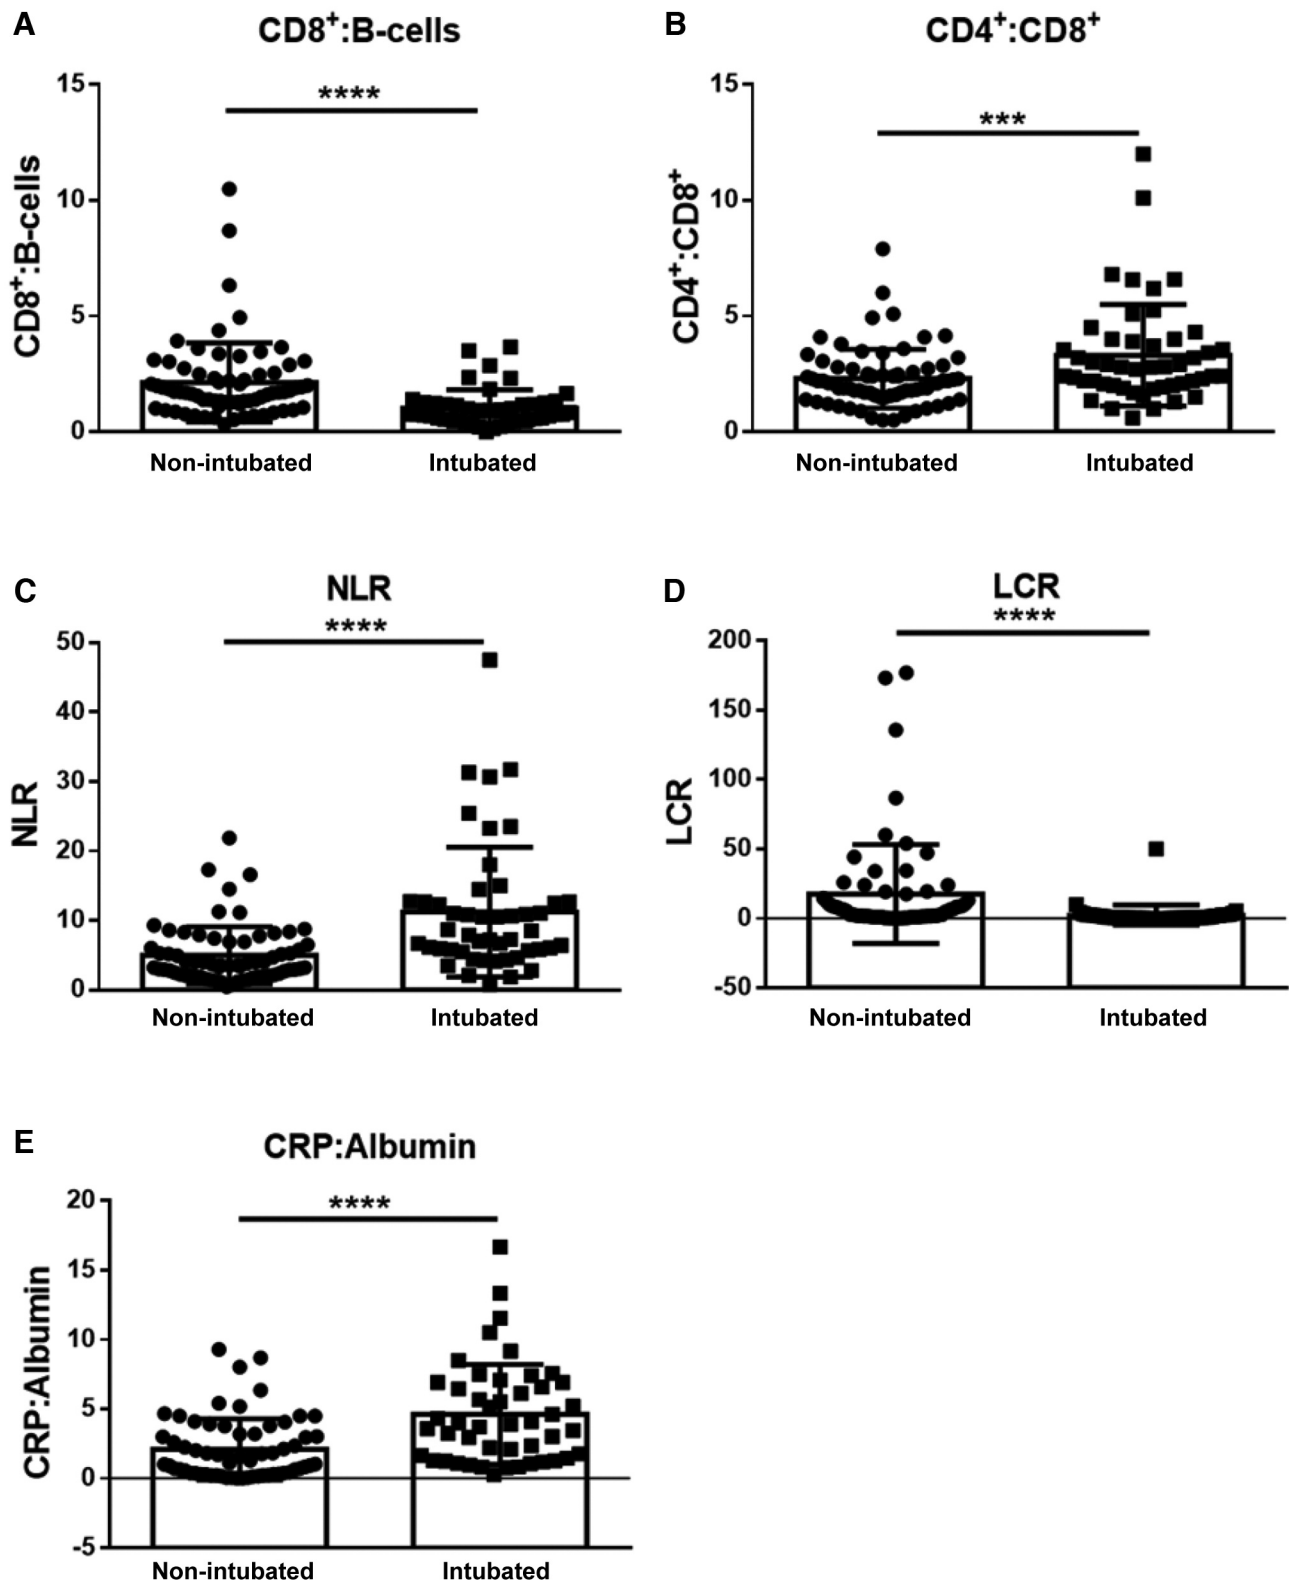 A
CD8⁺:B-cells
CD8⁺:B-cells
15
10
5
0
****
Non-intubated
Intubated
B
CD4⁺:CD8⁺
CD4⁺:CD8⁺
15
10
5
0
***
Non-intubated
Intubated
C
NLR
NLR
50
40
30
20
10
0
****
Non-intubated
Intubated
D
LCR
LCR
200
150
100
50
0
-50
****
Non-intubated
Intubated
E
CRP:Albumin
CRP:Albumin
20
15
10
5
0
-5
****
Non-intubated
Intubated